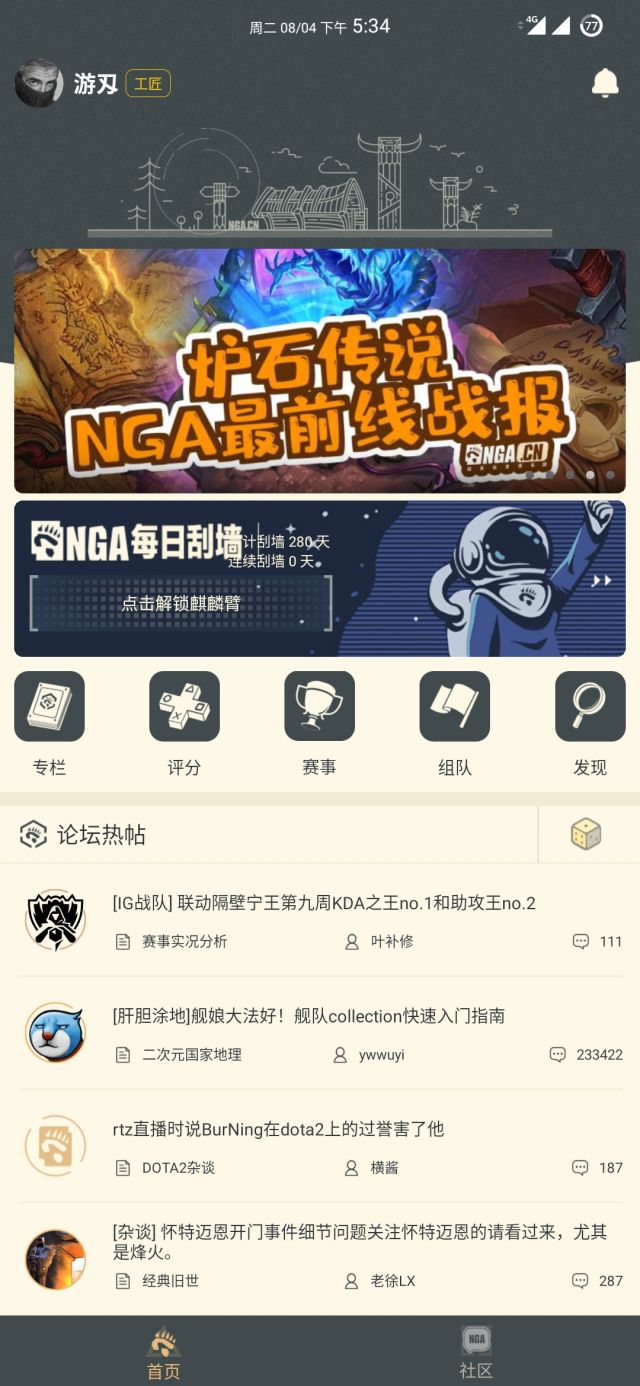 周二 08/04 下午 5:34
4G
77
游刃 工匠
NGA.CN
炉石传说
NGA最前线战报
NGA.CN
NGA每日刮墙
计刮墙 280 天
连续刮墙 0 天
点击解锁麒麟臂
专栏 评分 赛事 组队 发现
论坛热帖
[IG战队] 联动隔壁宁王第九周KDA之王no.1和助攻王no.2
赛事实况分析 叶补修 111
[肝胆涂地]舰娘大法好！舰队collection快速入门指南
二次元国家地理 ywwuyi 233422
rtz直播时说BurNing在dota2上的过誉害了他
DOTA2杂谈 横酱 187
[杂谈] 怀特迈恩开门事件细节问题关注怀特迈恩的请看过来，尤其
是烽火。
经典旧世 老徐LX 287
NGA
首页 社区